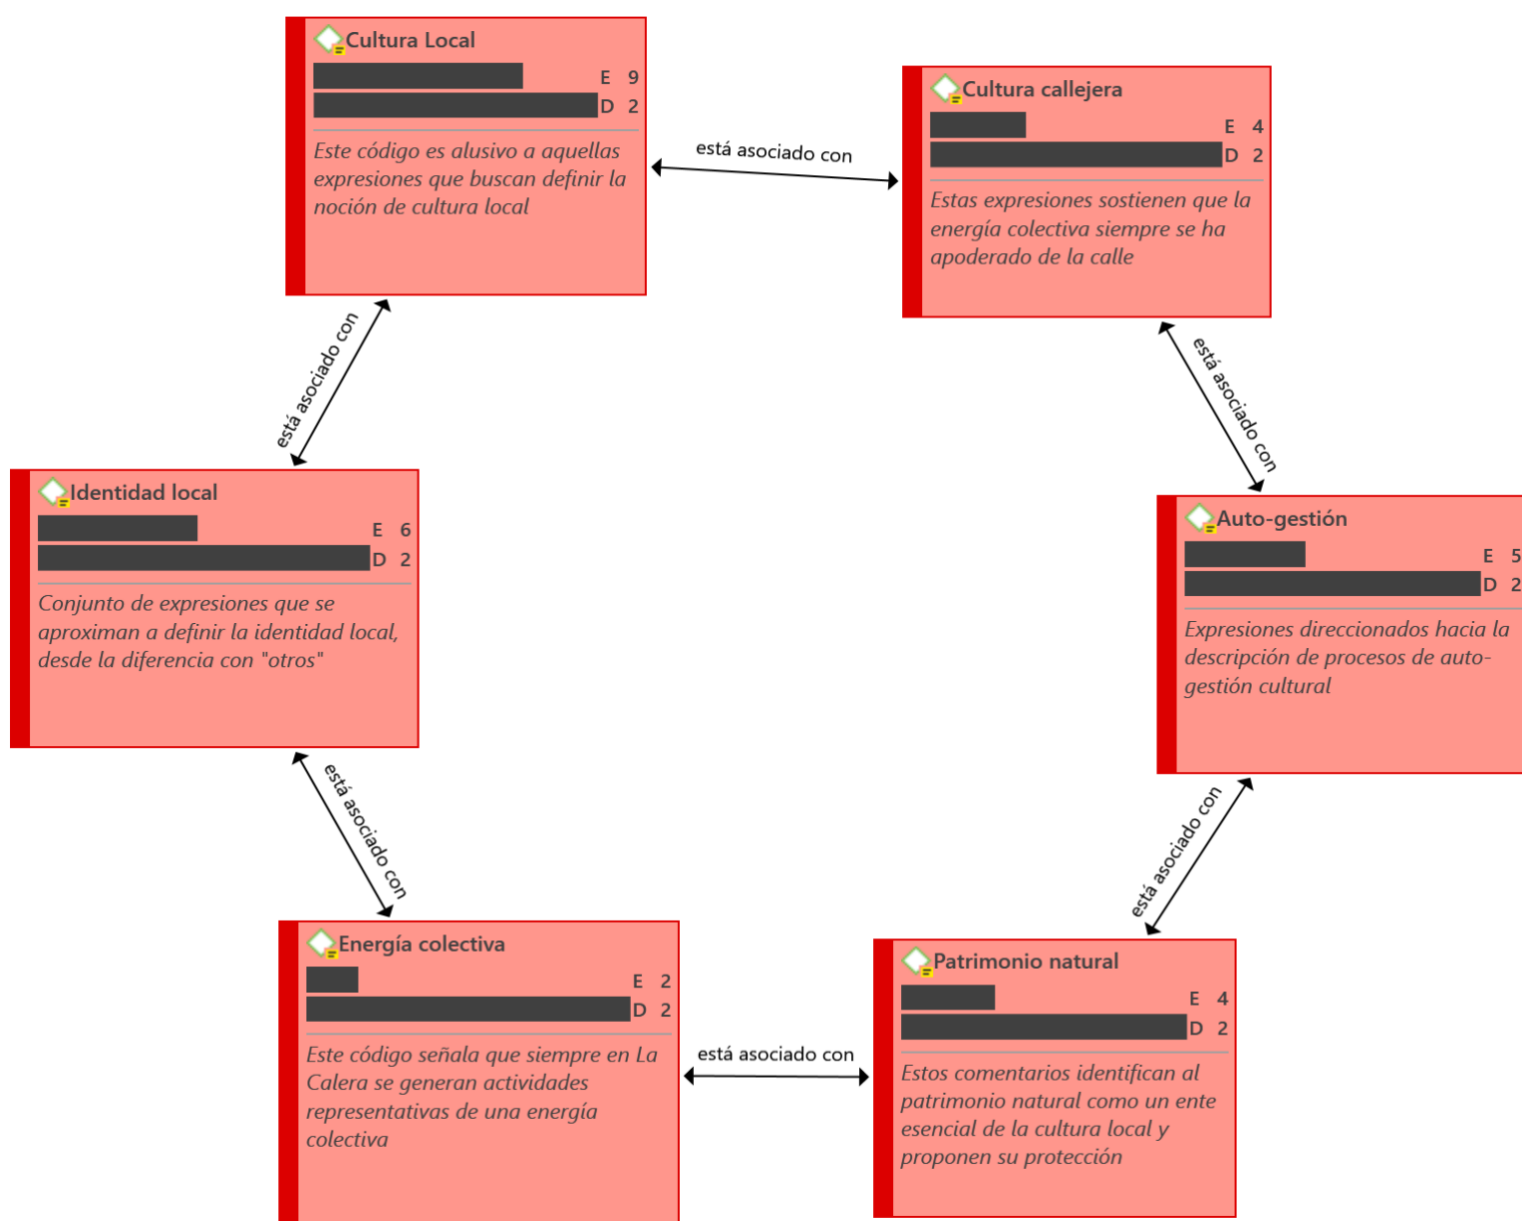 Cultura Local
E 9
D 2
Este código es alusivo a aquellas
expresiones que buscan definir la
noción de cultura local
está asociado con
Cultura callejera
E 4
D 2
Estas expresiones sostienen que la
energía colectiva siempre se ha
apoderado de la calle
está asociado con
está asociado con
Identidad local
E 6
D 2
Conjunto de expresiones que se
aproximan a definir la identidad local,
desde la diferencia con "otros"
Auto-gestión
E 5
D 2
Expresiones direccionados hacia la
descripción de procesos de auto-
gestión cultural
está asociado con
está asociado con
Energía colectiva
E 2
D 2
Este código señala que siempre en La
Calera se generan actividades
representativas de una energía
colectiva
está asociado con
Patrimonio natural
E 4
D 2
Estos comentarios identifican al
patrimonio natural como un ente
esencial de la cultura local y
proponen su protección